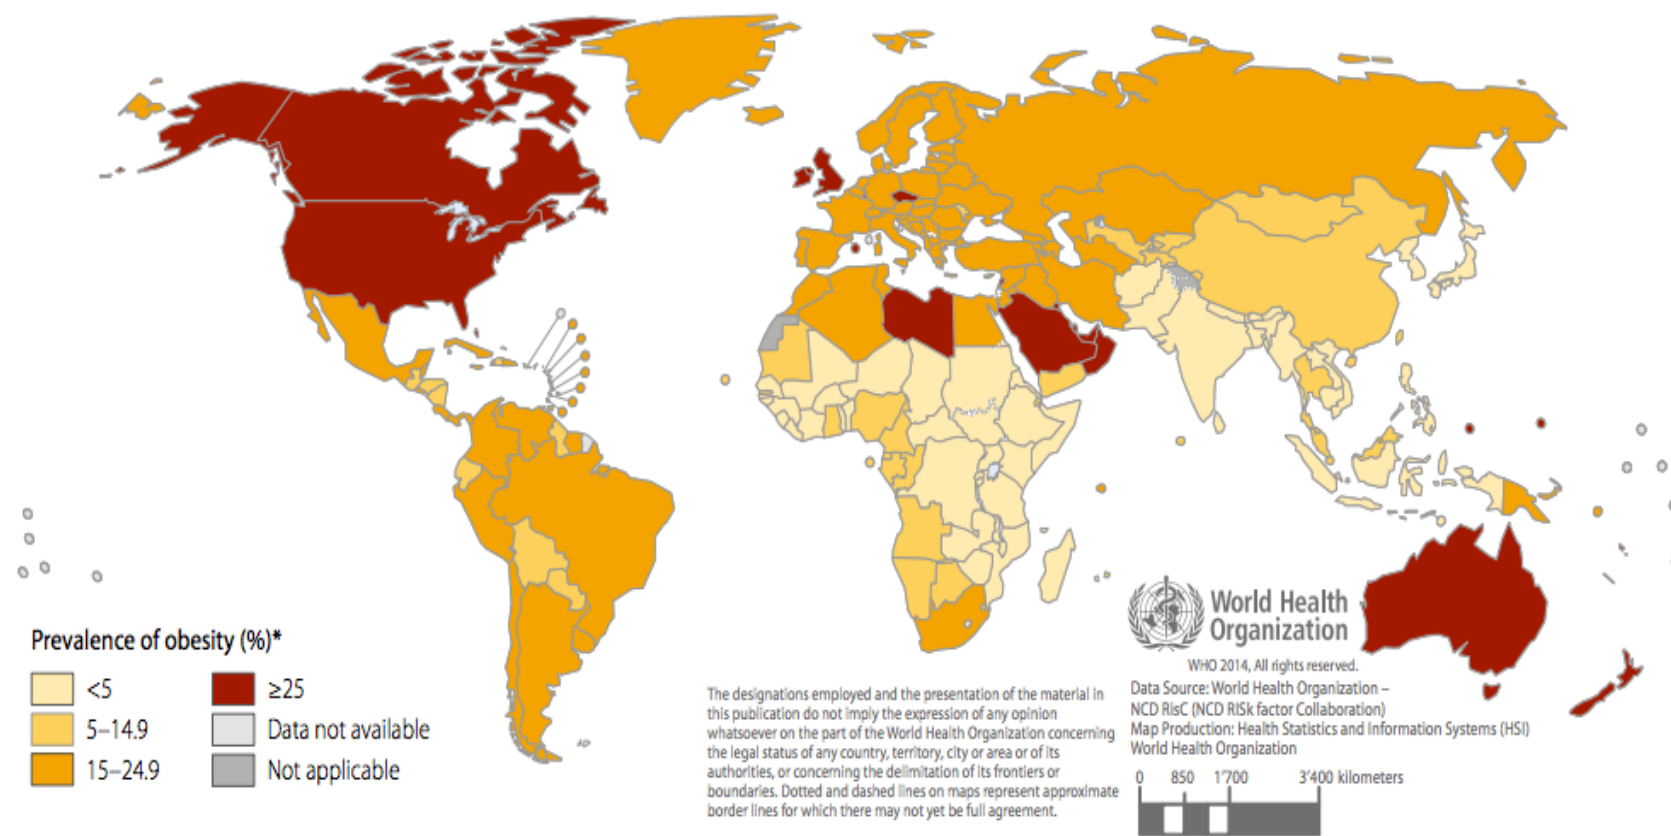 Prevalence of obesity (%)*
<5
5–14.9
15–24.9
≥25
Data not available
Not applicable
The designations employed and the presentation of the material in
this publication do not imply the expression of any opinion
whatsoever on the part of the World Health Organization concerning
the legal status of any country, territory, city or area or of its
authorities, or concerning the delimitation of its frontiers or
boundaries. Dotted and dashed lines on maps represent approximate
border lines for which there may not yet be full agreement.
World Health
Organization
WHO 2014, All rights reserved.
Data Source: World Health Organization –
NCD RisC (NCD RISk factor Collaboration)
Map Production: Health Statistics and Information Systems (HSI)
World Health Organization
0 850 1'700 3'400 kilometers